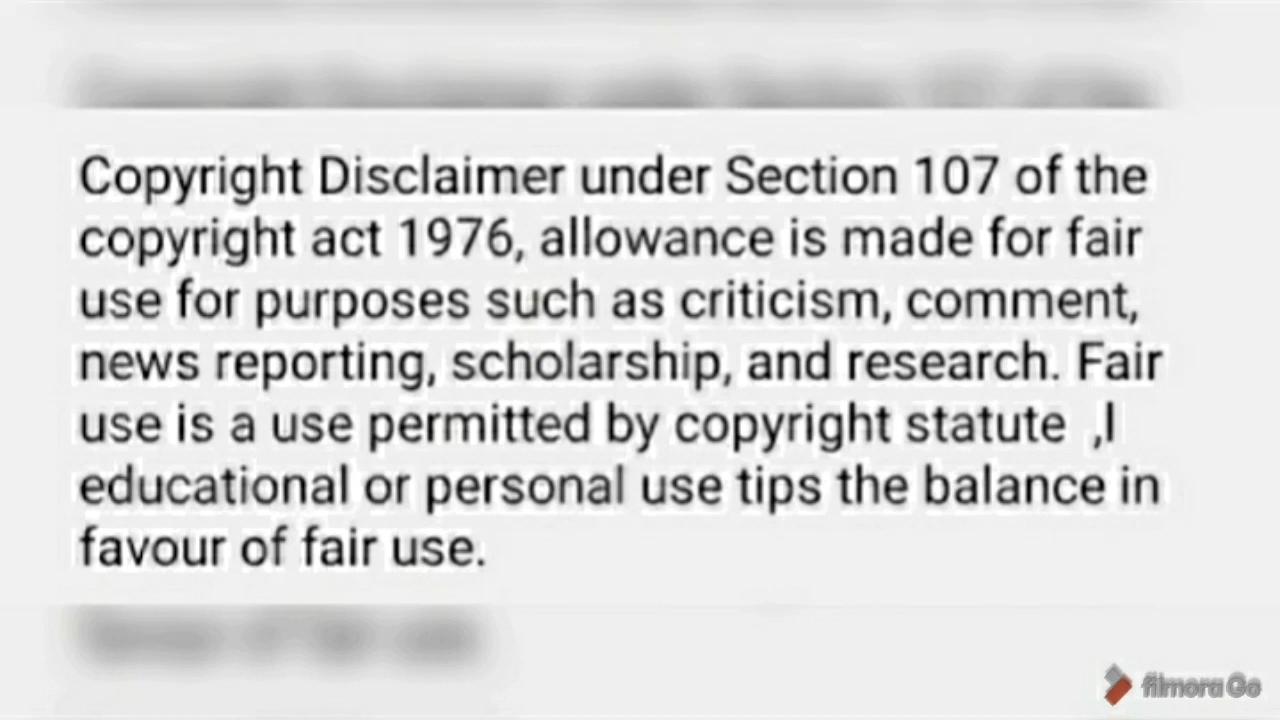 Copyright Disclaimer under Section 107 of the
copyright act 1976, allowance is made for fair
use for purposes such as criticism, comment,
news reporting, scholarship, and research. Fair
use is a use permitted by copyright statute ,l
educational or personal use tips the balance in
favour of fair use.
filmora Go